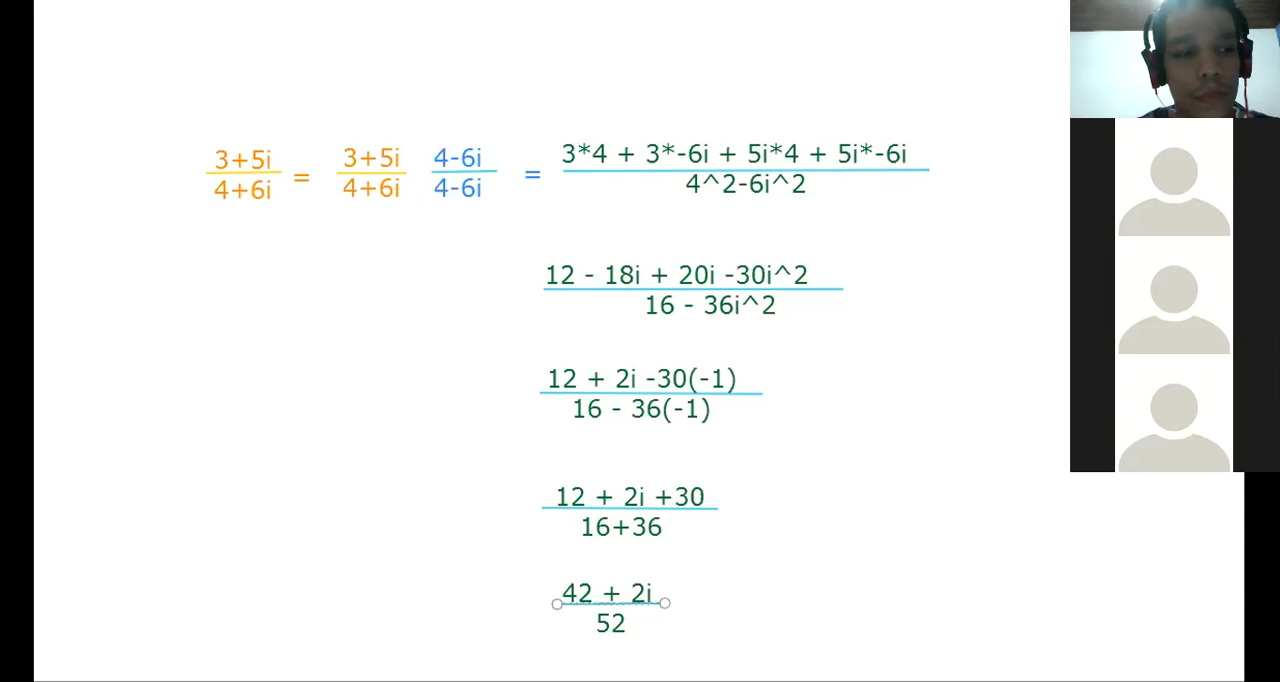 3+5i = 3+5i 4-6i = 3*4 + 3*-6i + 5i*4 + 5i*-6i
4+6i 4+6i 4-6i 4^2-6i^2
12 - 18i + 20i -30i^2
16 - 36i^2
12 + 2i -30(-1)
16 - 36(-1)
12 + 2i +30
16+36
42 + 2i
52